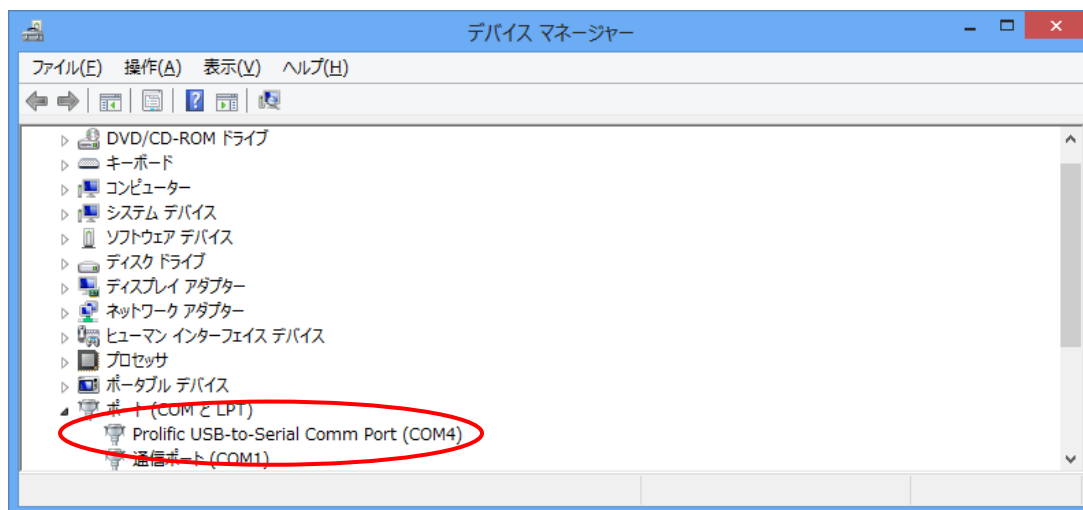 デバイス マネージャー
ファイル(F) 操作(A) 表示(V) ヘルプ(H)
DVD/CD-ROM ドライブ
キーボード
コンピューター
システム デバイス
ソフトウェア デバイス
ディスク ドライブ
ディスプレイ アダプター
ネットワーク アダプター
ヒューマン インターフェイス デバイス
プロセッサ
ポータブル デバイス
ポート (COM と LPT)
Prolific USB-to-Serial Comm Port (COM4)
通信ポート (COM1)